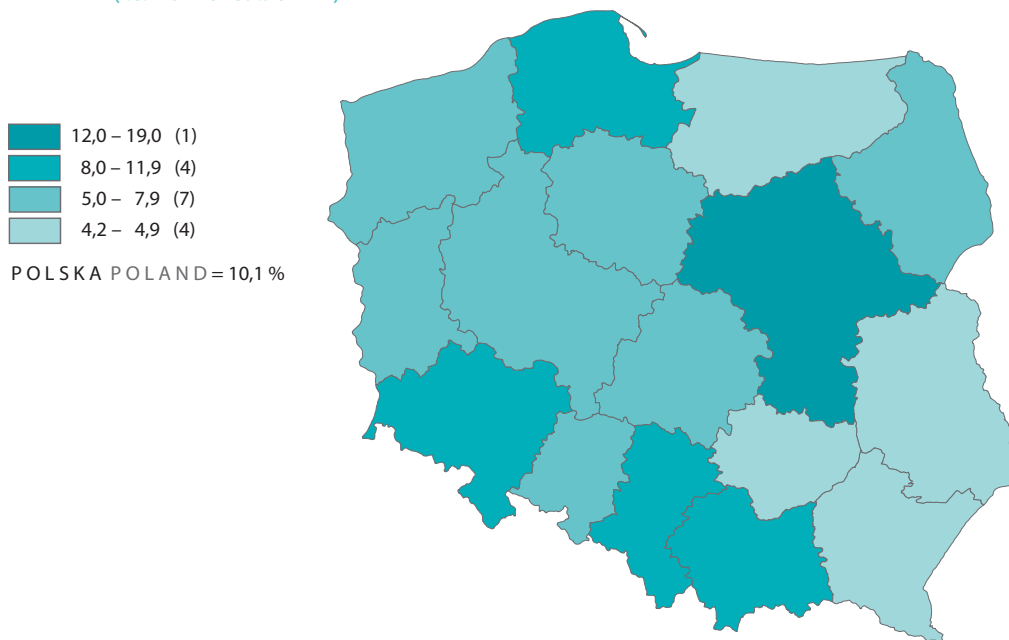 12,0 – 19,0 (1)
8,0 – 11,9 (4)
5,0 – 7,9 (7)
4,2 – 4,9 (4)
POLSKA POLAND = 10,1 %